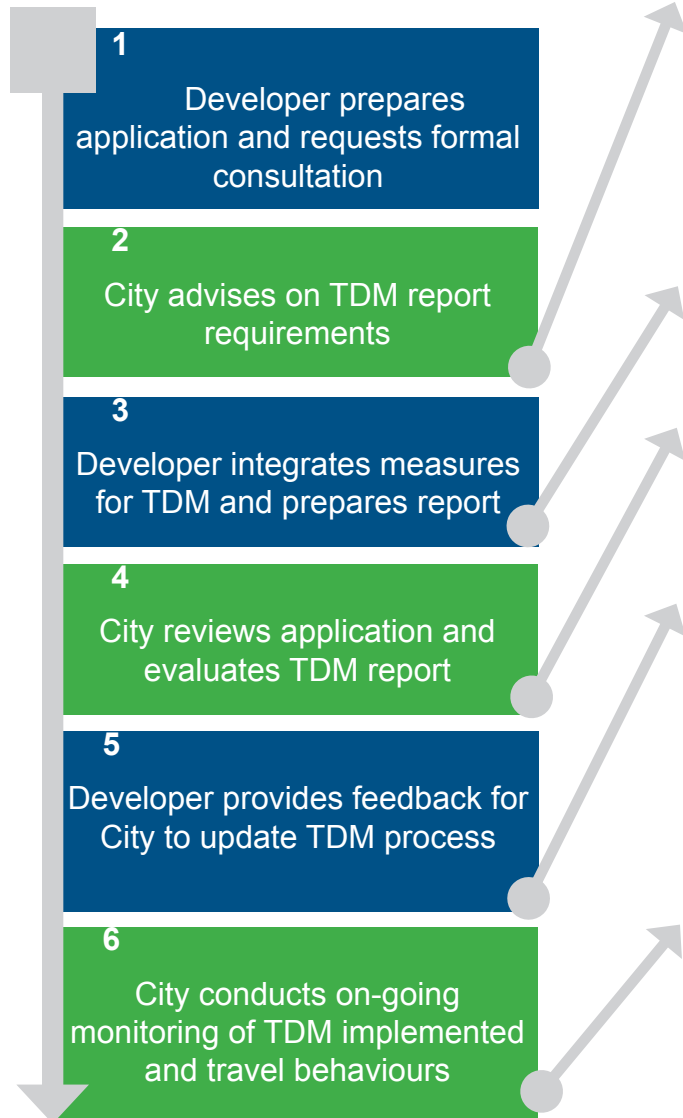 1
Developer prepares
application and requests formal
consultation
2
City advises on TDM report
requirements
3
Developer integrates measures
for TDM and prepares report
4
City reviews application and
evaluates TDM report
5
Developer provides feedback for
City to update TDM process
6
City conducts on-going
monitoring of TDM implemented
and travel behaviours